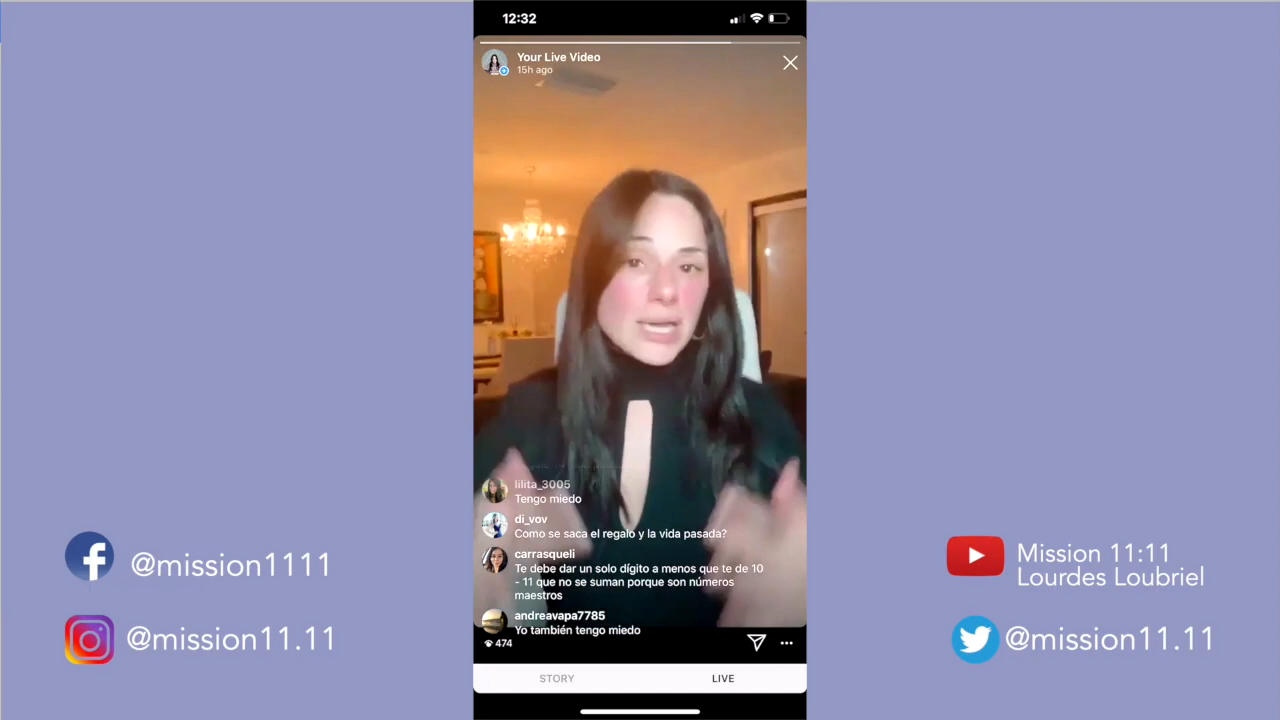 12:32
Your Live Video
15h ago
lilita_3005
Tengo miedo
di_vov
Como se saca el regalo y la vida pasada?
carrasqueli
Te debe dar un solo dígito a menos que te de 10
- 11 que no se suman porque son números
maestros
andreavapa7785
Yo también tengo miedo
474
STORY
LIVE
@mission1111
@mission11.11
Mission 11:11
Lourdes Loubriel
@mission11.11